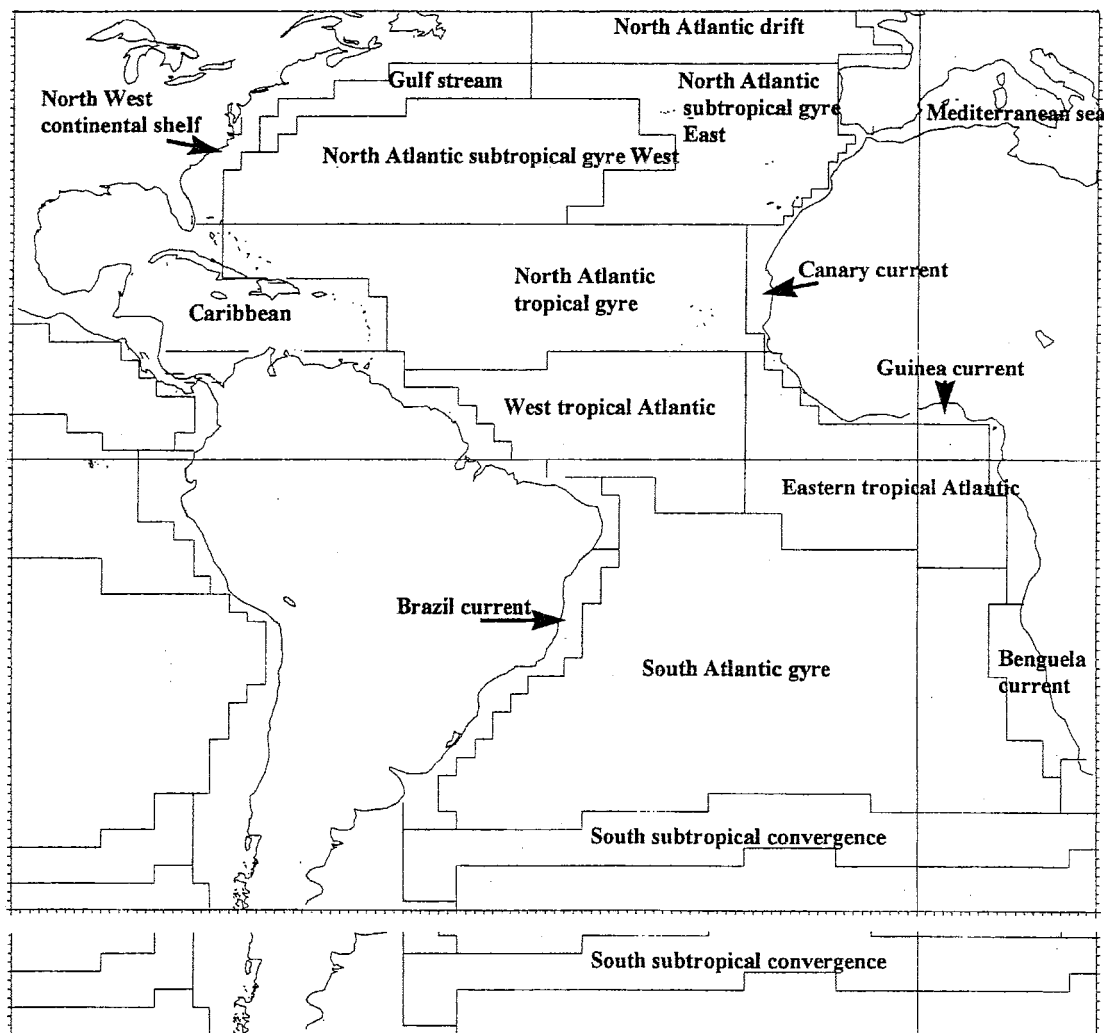 North Atlantic drift
Gulf stream
North Atlantic
subtropical gyre
East
North West
continental shelf
Mediterranean sea
North Atlantic subtropical gyre West
Canary current
North Atlantic
tropical gyre
Caribbean
Guinea current
West tropical Atlantic
Eastern tropical Atlantic
Brazil current
South Atlantic gyre
Benguela
current
South subtropical convergence
South subtropical convergence